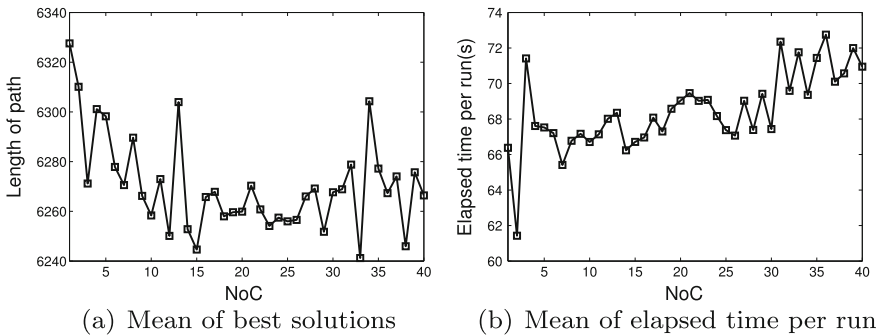 6340
6320
6300
6280
6260
6240
Length of path
5 10 15 20 25 30 35 40
NoC
(a) Mean of best solutions
74
72
70
68
66
64
62
60
Elapsed time per run(s)
5 10 15 20 25 30 35 40
NoC
(b) Mean of elapsed time per run